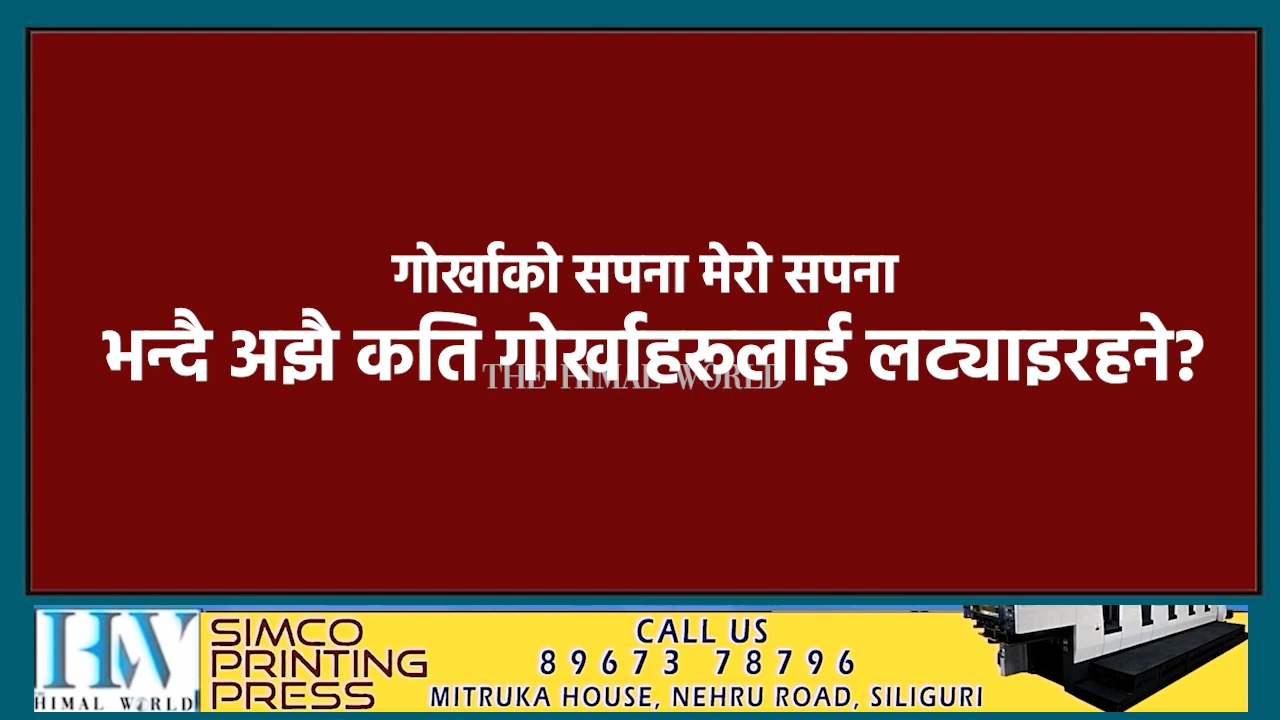 गोर्खाको सपना मेरो सपना
भन्दै अझै कति गोर्खाहरुलाई लट्याइरहने?
THE HIMAL WORLD
HW
HIMAL WORLD
SIMCO
PRINTING
PRESS
CALL US
89673 78796
MITRUKA HOUSE, NEHRU ROAD, SILIGURI